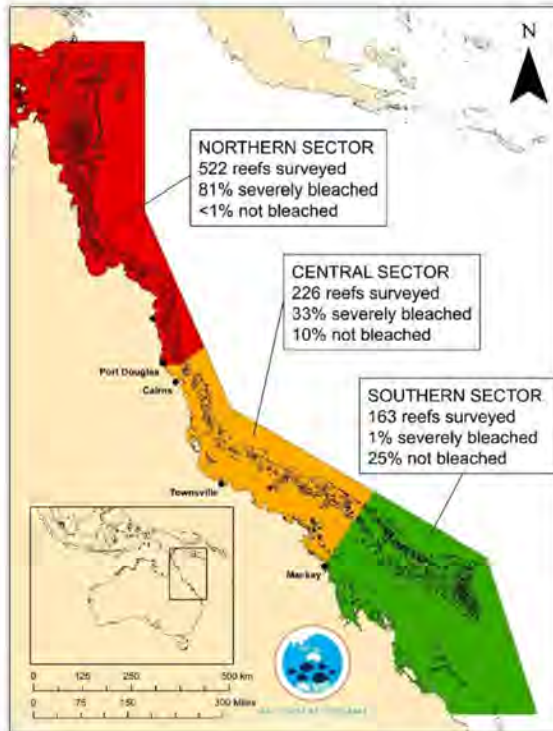 N
NORTHERN SECTOR
522 reefs surveyed
81% severely bleached
<1% not bleached
CENTRAL SECTOR
226 reefs surveyed
33% severely bleached
10% not bleached
Port Douglas
Cairns
SOUTHERN SECTOR
163 reefs surveyed
1% severely bleached
25% not bleached
Townsville
Mackay
0 125 250 500 km
0 75 150 300 Miles